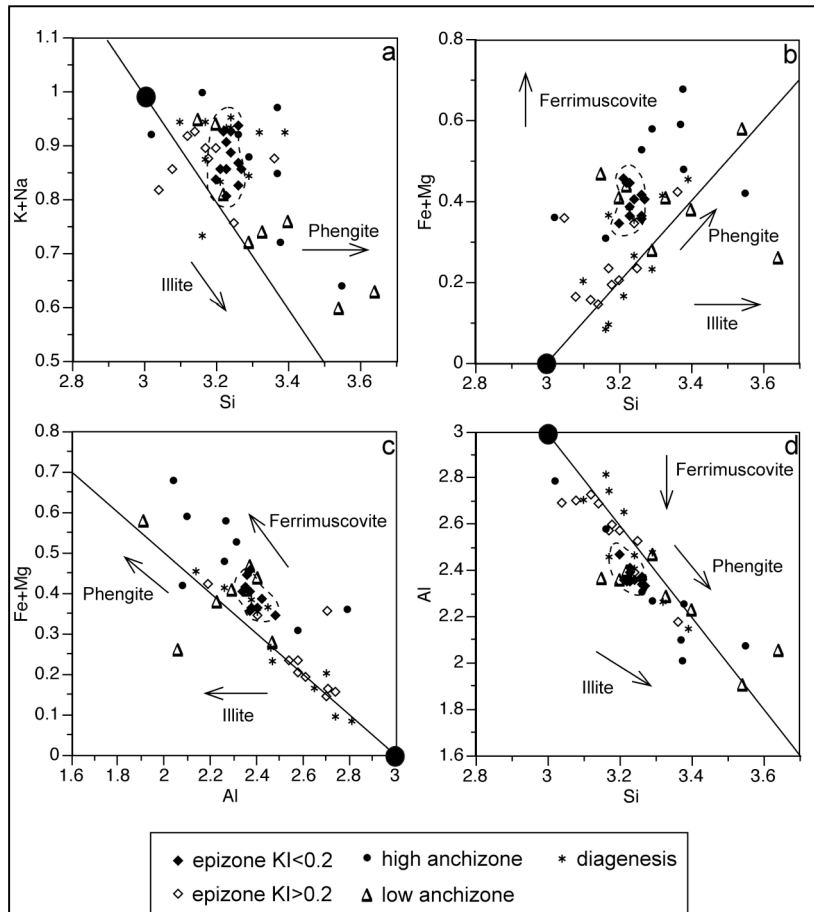 a
1.1
1
0.9
0.8
0.7
0.6
0.5
K+Na
Phengite
Illite
2.8 3 3.2 3.4 3.6
Si
b
0.8
0.6
0.4
0.2
0
Fe+Mg
Ferrimuscovite
Phengite
Illite
2.8 3 3.2 3.4 3.6
Si
c
0.8
0.7
0.6
0.5
0.4
0.3
0.2
0.1
0
Fe+Mg
Ferrimuscovite
Phengite
Illite
1.6 1.8 2 2.2 2.4 2.6 2.8 3
Al
d
3
2.8
2.6
2.4
2.2
2
1.8
1.6
Al
Ferrimuscovite
Phengite
Illite
2.8 3 3.2 3.4 3.6
Si
epizone KI<0.2 high anchizone diagenesis
epizone KI>0.2 low anchizone